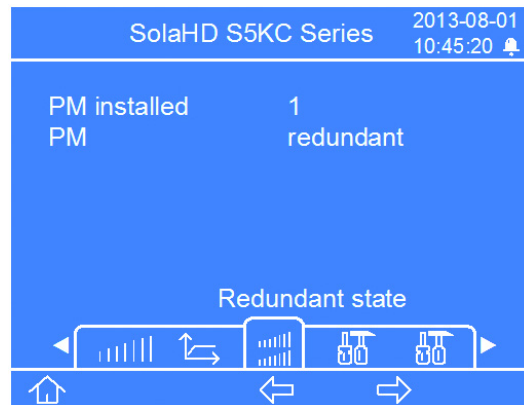 SolaHD S5KC Series
2013-08-01
10:45:20
PM installed 1
PM redundant
Redundant state